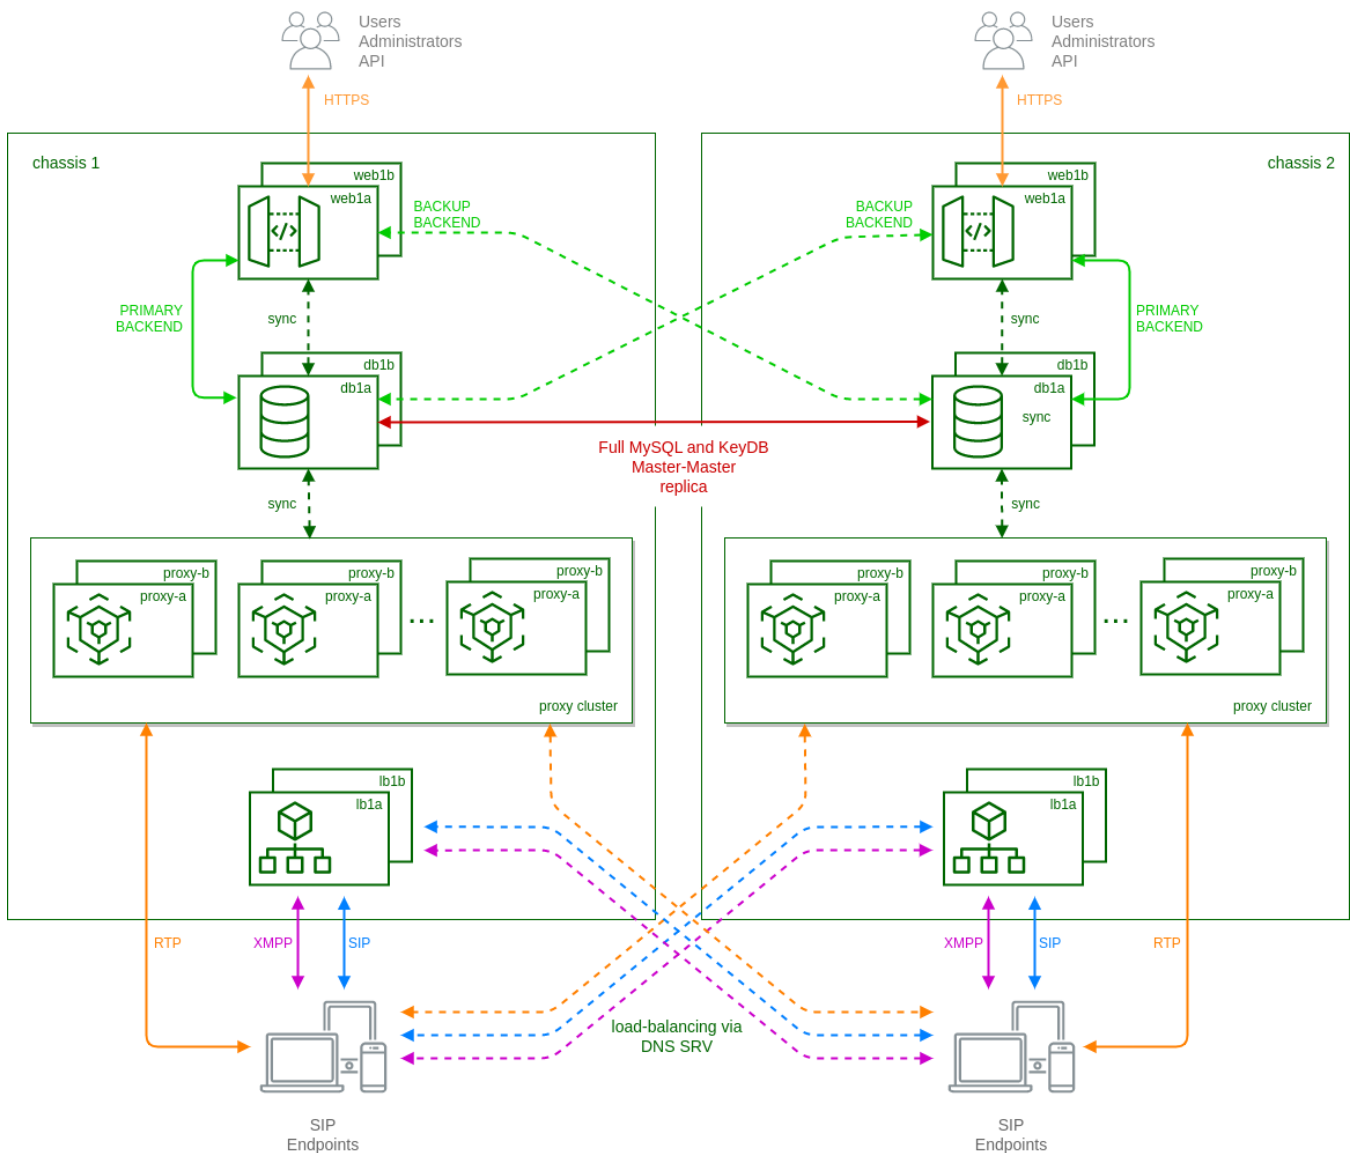 Users
Administrators
API
Users
Administrators
API
HTTPS
HTTPS
chassis 1
chassis 2
web1b
web1a
BACKUP
BACKEND
BACKUP
BACKEND
web1b
web1a
PRIMARY
BACKEND
sync
sync
PRIMARY
BACKEND
db1b
db1a
db1b
db1a
sync
Full MySQL and KeyDB
Master-Master
replica
sync
sync
proxy-b
proxy-a
proxy-b
proxy-a
...
proxy-b
proxy-a
proxy cluster
proxy-b
proxy-a
proxy-b
proxy-a
...
proxy-b
proxy-a
proxy cluster
lb1b
lb1a
lb1b
lb1a
RTP
XMPP
SIP
XMPP
SIP
RTP
load-balancing via
DNS SRV
SIP
Endpoints
SIP
Endpoints